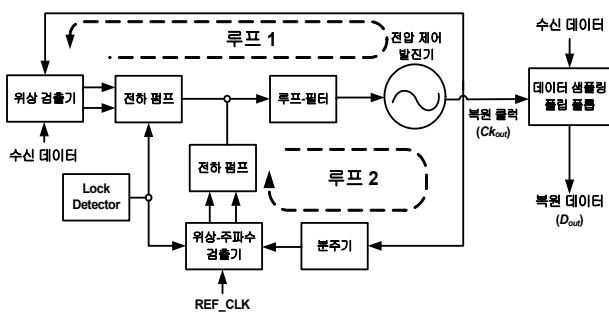 루프 1
전압 제어
발진기
수신 데이터
위상 검출기
전하 펌프
루프-필터
데이터 샘플링
플립 플롭
복원 클럭
(Ckout)
수신 데이터
전하 펌프
루프 2
Lock
Detector
복원 데이터
(Dout)
위상-주파수
검출기
분주기
REF_CLK